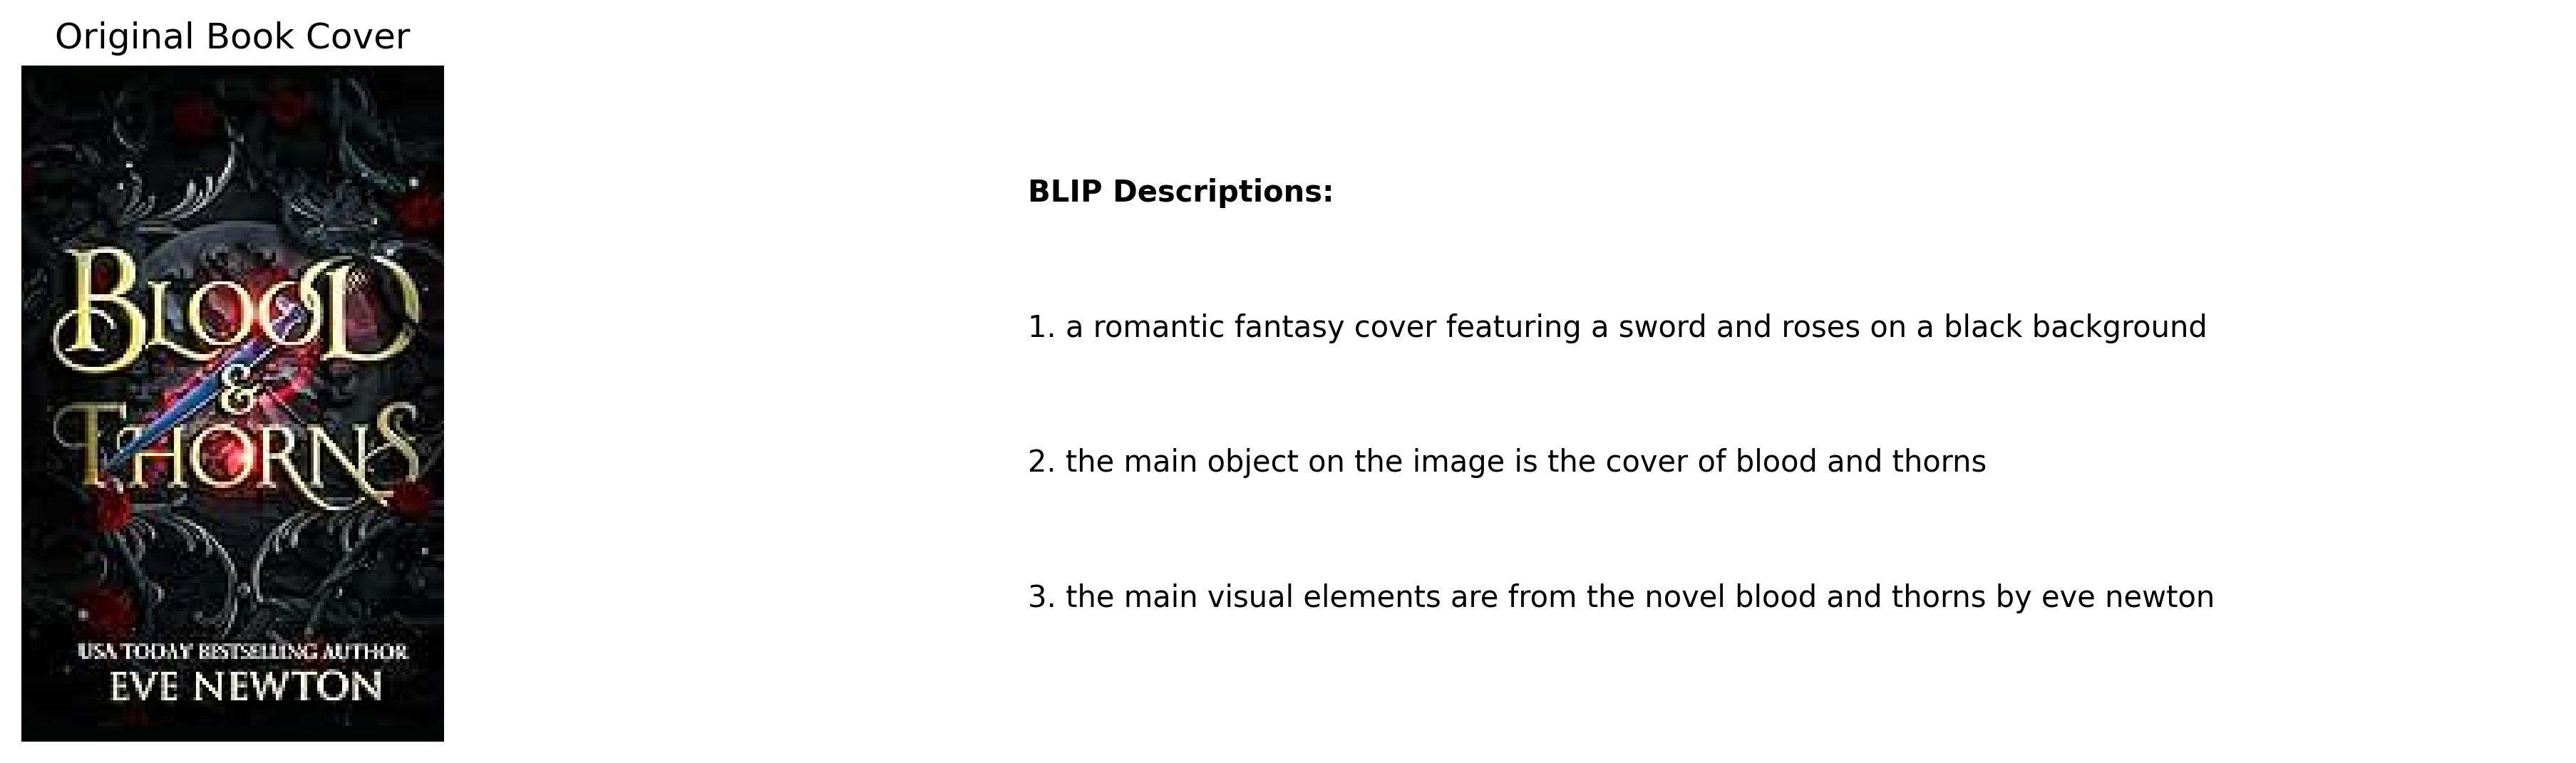 Original Book Cover
BLOOD
&
THORNS
USA TODAY BESTSELLING AUTHOR
EVE NEWTON
BLIP Descriptions:
1. a romantic fantasy cover featuring a sword and roses on a black background
2. the main object on the image is the cover of blood and thorns
3. the main visual elements are from the novel blood and thorns by eve newton